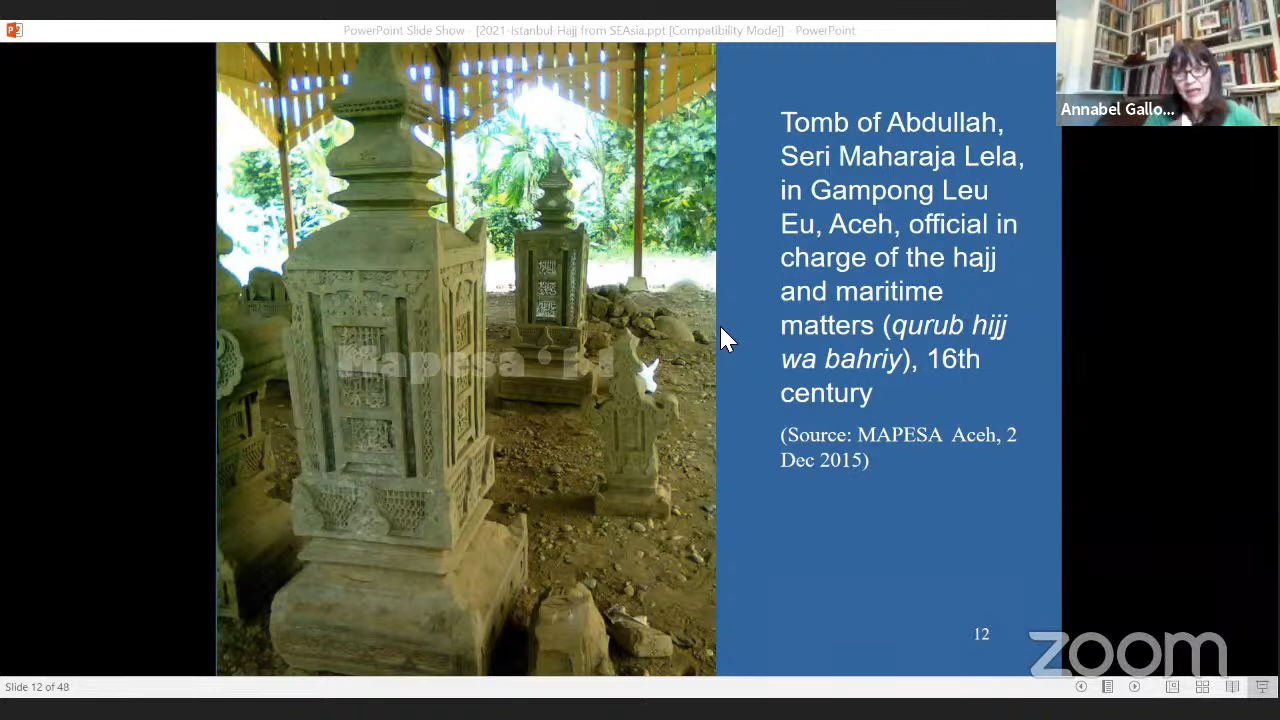 PowerPoint Slide Show - [2021-Istanbul-Hajj from SEAsia.ppt [Compatibility Mode]] - PowerPoint
Annabel Gallo...
Tomb of Abdullah,
Seri Maharaja Lela,
in Gampong Leu
Eu, Aceh, official in
charge of the hajj
and maritime
matters (qurub hijj
wa bahriy), 16th
century
(Source: MAPESA Aceh, 2
Dec 2015)
12
zoom
Slide 12 of 48